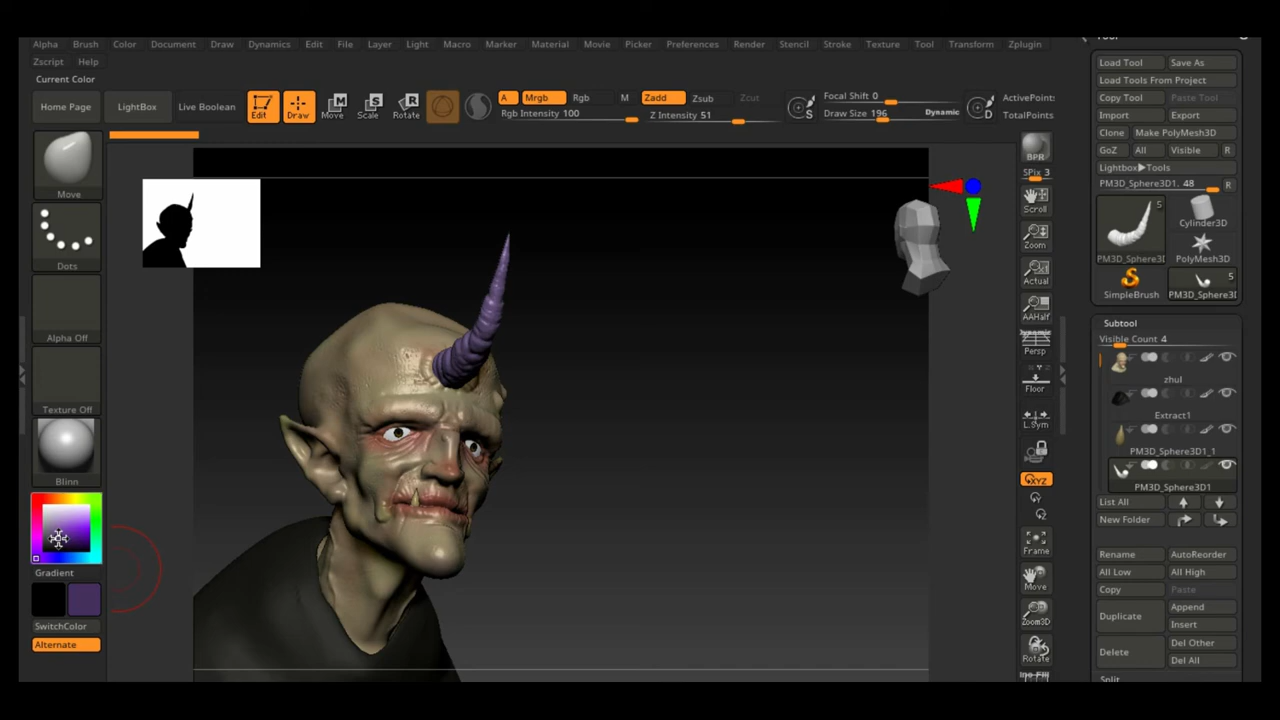 Alpha Brush Color Document Draw Dynamics Edit File Layer Light Macro Marker Material Movie Picker Preferences Render Stencil Stroke Texture Tool Transform Zplugin
Zscript Help
Current Color
Home Page LightBox Live Boolean Edit Draw Move Scale Rotate
A Mrgb Rgb M Zadd Zsub Zcut
Rgb Intensity 100 Z Intensity 51
Focal Shift 0
Draw Size 196 Dynamic
S D
ActivePoint:
TotalPoints
Move
Dots
Alpha Off
Texture Off
Blinn
Gradient
SwitchColor
Alternate
BPR
SPix 3
Scroll
Zoom
Actual
AAHalf
Dynamic
Persp
Floor
L.Sym
XYZ
Frame
Move
Zoom3D
Rotate
Load Tool Save As
Load Tools From Project
Copy Tool Paste Tool
Import Export
Clone Make PolyMesh3D
GoZ All Visible R
Lightbox▶Tools
PM3D_Sphere3D1. 48 R
5
Cylinder3D
PM3D_Sphere3D
PolyMesh3D
5
SimpleBrush
PM3D_Sphere3D
Subtool
Visible Count 4
zhul
Extract1
PM3D_Sphere3D1_1
PM3D_Sphere3D1
List All
New Folder
Rename AutoReorder
All Low All High
Copy Paste
Duplicate Append
Insert
Delete Del Other
Del All
Split